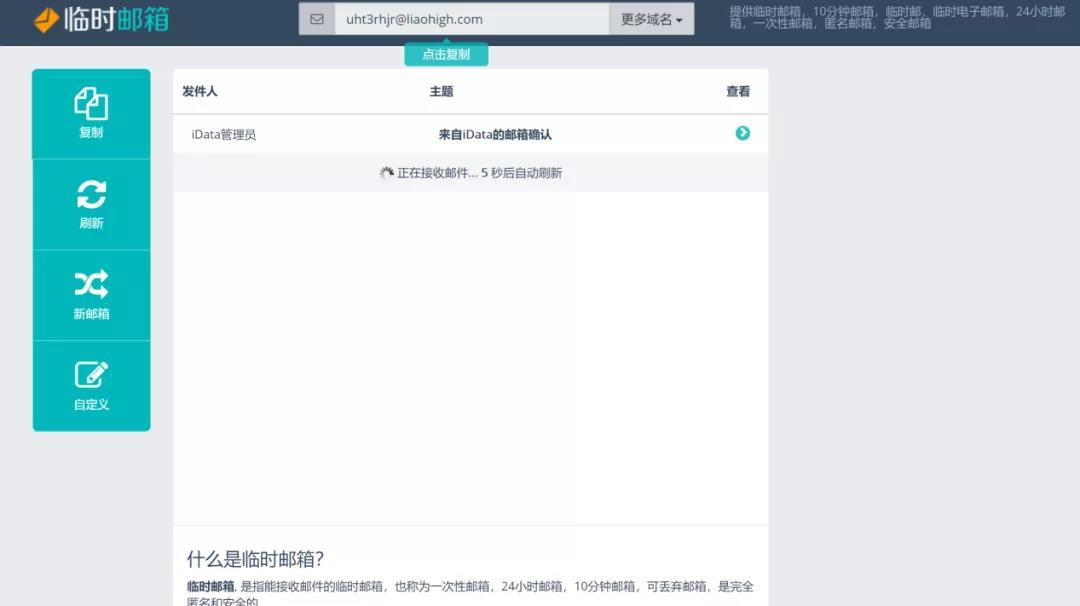 临时邮箱
uht3rhjr@liaohigh.com
更多域名
提供临时邮箱，10分钟邮箱，临时邮，临时电子邮箱，24小时邮
箱，一次性邮箱，匿名邮箱，安全邮箱
点击复制
复制
刷新
新邮箱
自定义
发件人 主题 查看
iData管理员 来自iData的邮箱确认
正在接收邮件... 5 秒后自动刷新
什么是临时邮箱？
临时邮箱, 是指能接收邮件的临时邮箱，也称为一次性邮箱，24小时邮箱，10分钟邮箱，可丢弃邮箱，是完全
匿名和安全的